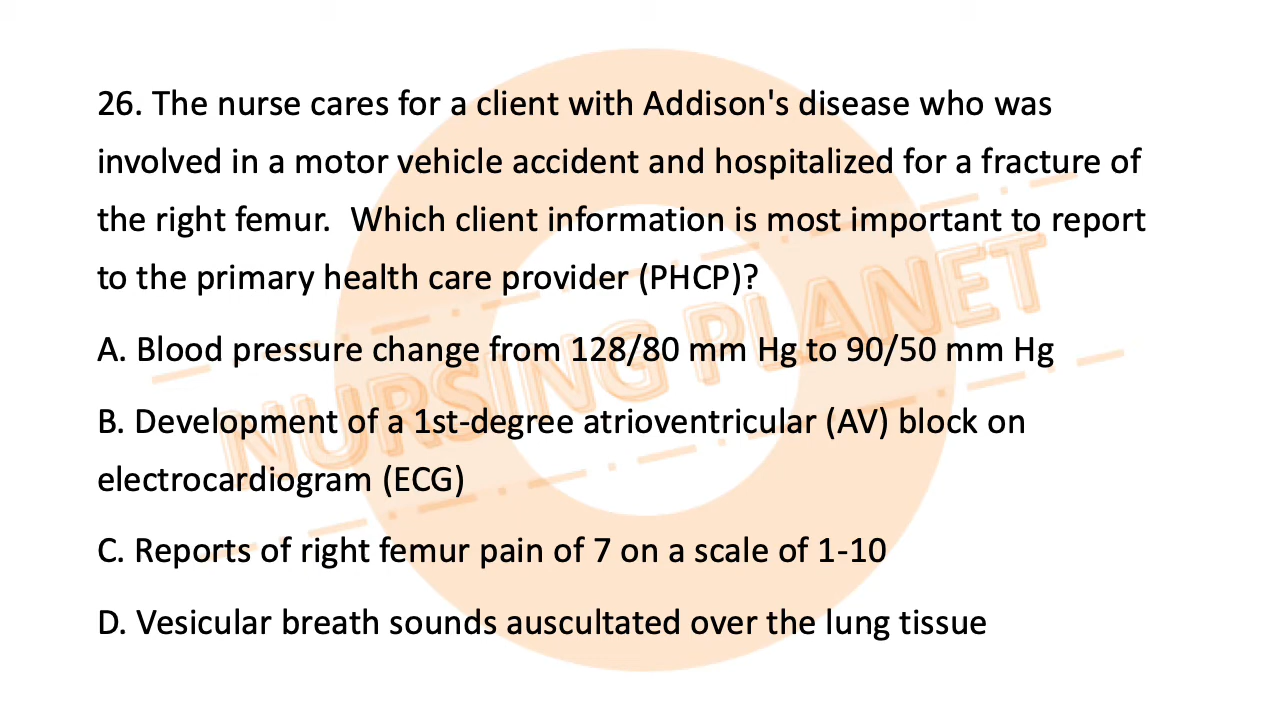 26. The nurse cares for a client with Addison's disease who was
involved in a motor vehicle accident and hospitalized for a fracture of
the right femur.  Which client information is most important to report
to the primary health care provider (PHCP)?
A. Blood pressure change from 128/80 mm Hg to 90/50 mm Hg
B. Development of a 1st-degree atrioventricular (AV) block on
electrocardiogram (ECG)
C. Reports of right femur pain of 7 on a scale of 1-10
D. Vesicular breath sounds auscultated over the lung tissue
NURSING PLANET